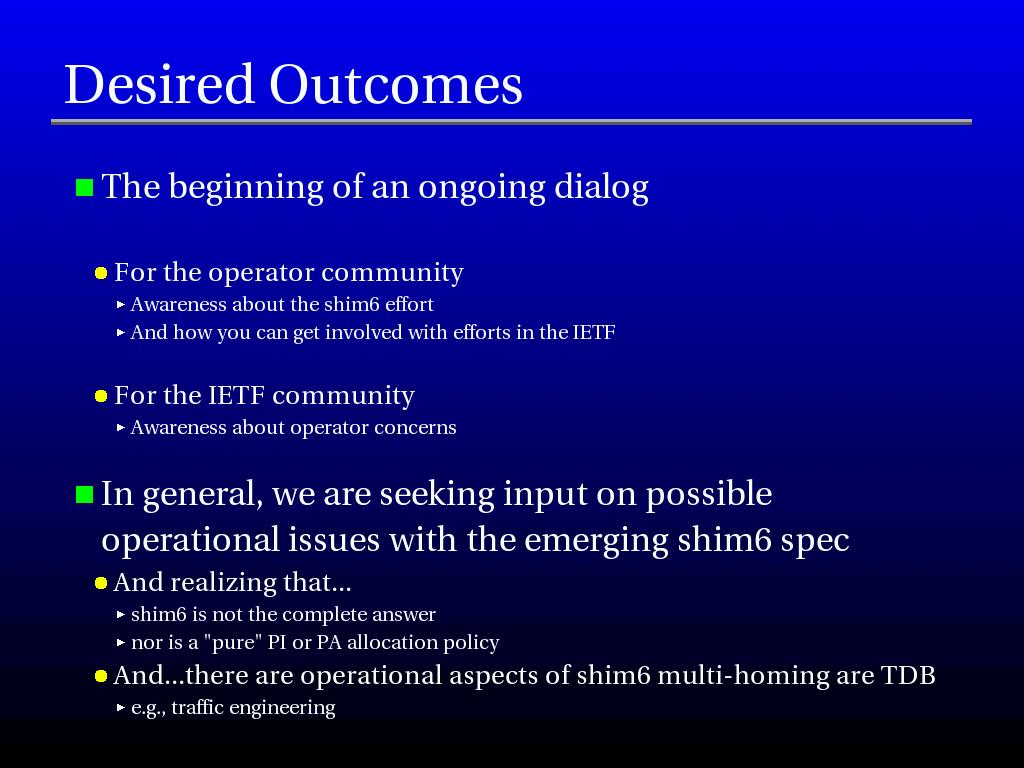 Desired Outcomes
The beginning of an ongoing dialog
For the operator community
Awareness about the shim6 effort
And how you can get involved with efforts in the IETF
For the IETF community
Awareness about operator concerns
In general, we are seeking input on possible
operational issues with the emerging shim6 spec
And realizing that...
shim6 is not the complete answer
nor is a "pure" PI or PA allocation policy
And...there are operational aspects of shim6 multi-homing are TDB
e.g., traffic engineering